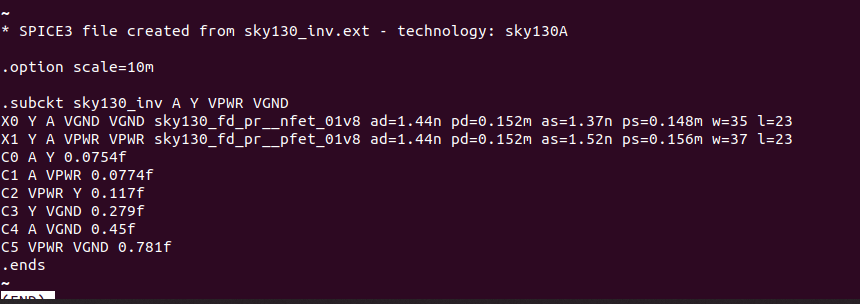 ~
* SPICE3 file created from sky130_inv.ext - technology: sky130A
.option scale=10m
.subckt sky130_inv A Y VPWR VGND
X0 Y A VGND VGND sky130_fd_pr__nfet_01v8 ad=1.44n pd=0.152m as=1.37n ps=0.148m w=35 l=23
X1 Y A VPWR VPWR sky130_fd_pr__pfet_01v8 ad=1.44n pd=0.152m as=1.52n ps=0.156m w=37 l=23
C0 A Y 0.0754f
C1 A VPWR 0.0774f
C2 VPWR Y 0.117f
C3 Y VGND 0.279f
C4 A VGND 0.45f
C5 VPWR VGND 0.781f
.ends
~
(END)